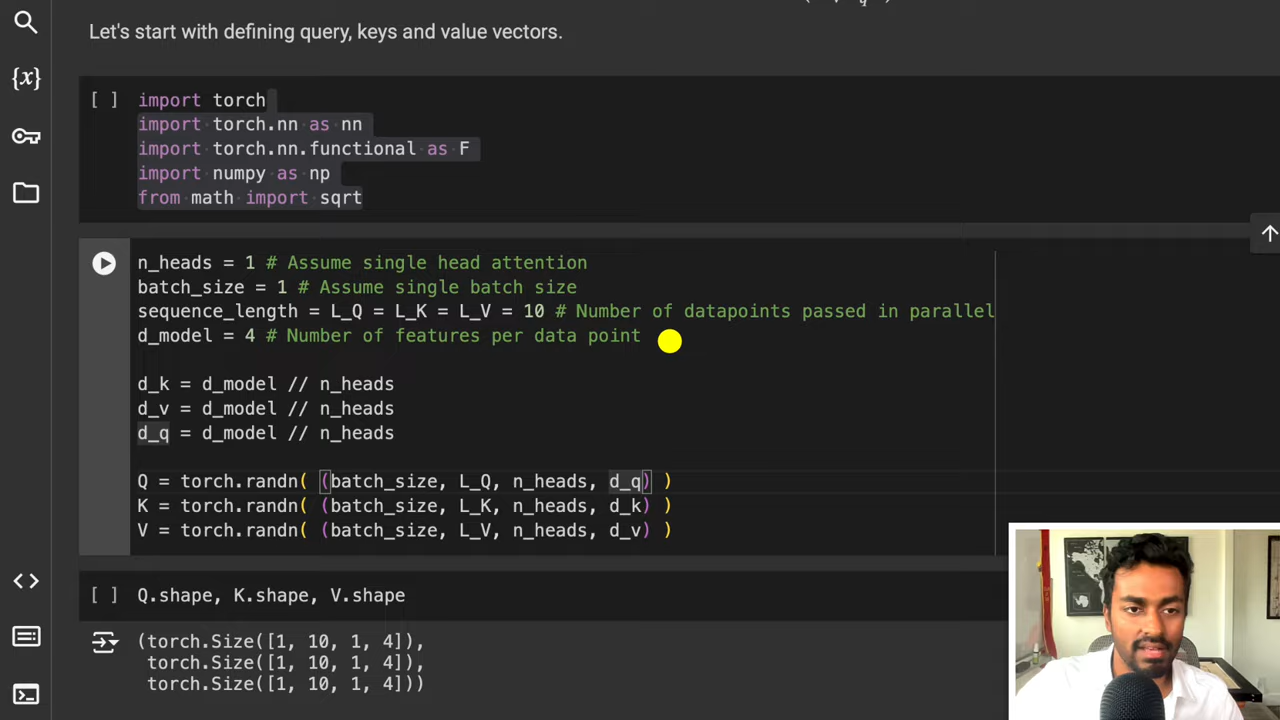 Let's start with defining query, keys and value vectors.
{x}
[ ] import torch
import torch.nn as nn
import torch.nn.functional as F
import numpy as np
from math import sqrt
n_heads = 1 # Assume single head attention
batch_size = 1 # Assume single batch size
sequence_length = L_Q = L_K = L_V = 10 # Number of datapoints passed in parallel
d_model = 4 # Number of features per data point
d_k = d_model // n_heads
d_v = d_model // n_heads
d_q = d_model // n_heads
Q = torch.randn( (batch_size, L_Q, n_heads, d_q) )
K = torch.randn( (batch_size, L_K, n_heads, d_k) )
V = torch.randn( (batch_size, L_V, n_heads, d_v) )
[ ] Q.shape, K.shape, V.shape
(torch.Size([1, 10, 1, 4]),
torch.Size([1, 10, 1, 4]),
torch.Size([1, 10, 1, 4]))